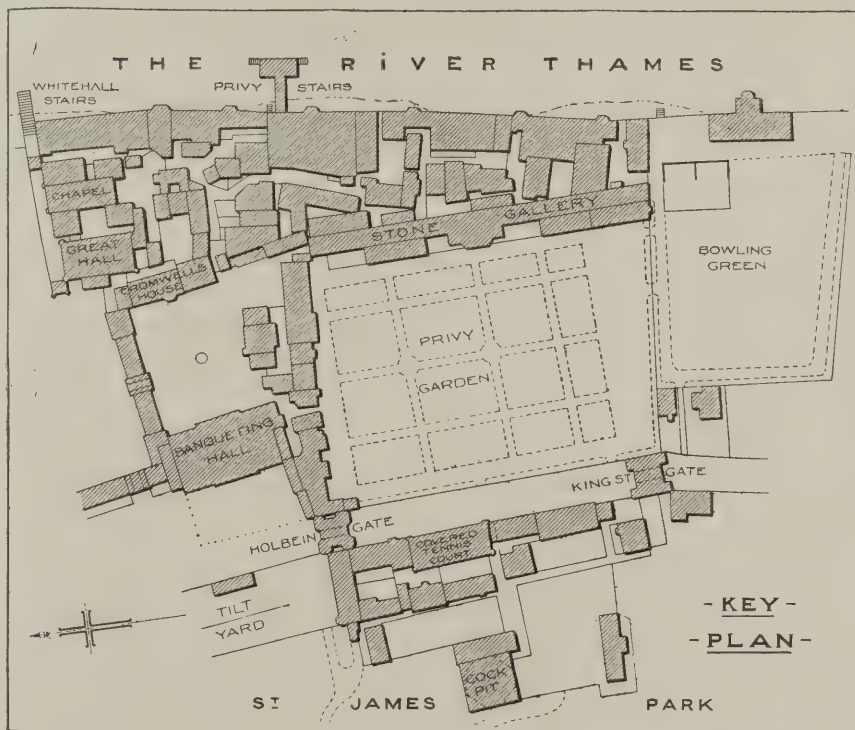 THE RIVER THAMES
WHITEHALL
STAIRS
PRIVY STAIRS
CHAPEL
GREAT
HALL
CROMWELLS
HOUSE
STONE GALLERY
BOWLING
GREEN
PRIVY
GARDEN
BANQUETING
HALL
KING ST GATE
HOLBEIN GATE
COVERED
TENNIS
COURT
TILT
YARD
COCK
PIT
- KEY -
- PLAN -
ST JAMES PARK